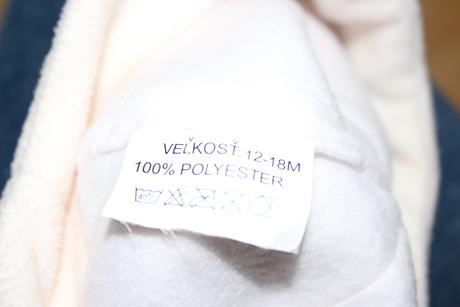 VEĽKOSŤ: 12-18M
100% POLYESTER